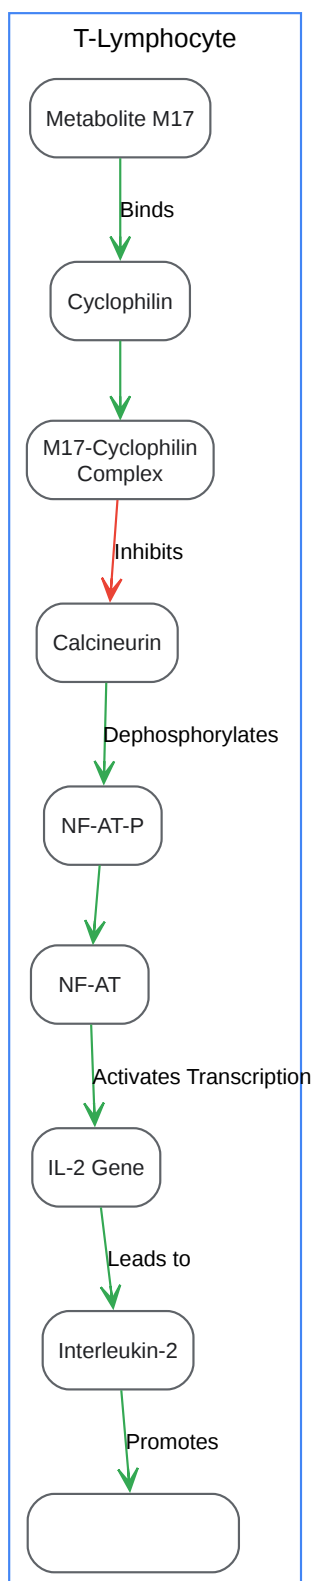 T-Lymphocyte
Metabolite M17
Binds
Cyclophilin
M17-Cyclophilin
Complex
Inhibits
Calcineurin
Dephosphorylates
NF-AT-P
NF-AT
Activates Transcription
IL-2 Gene
Leads to
Interleukin-2
Promotes